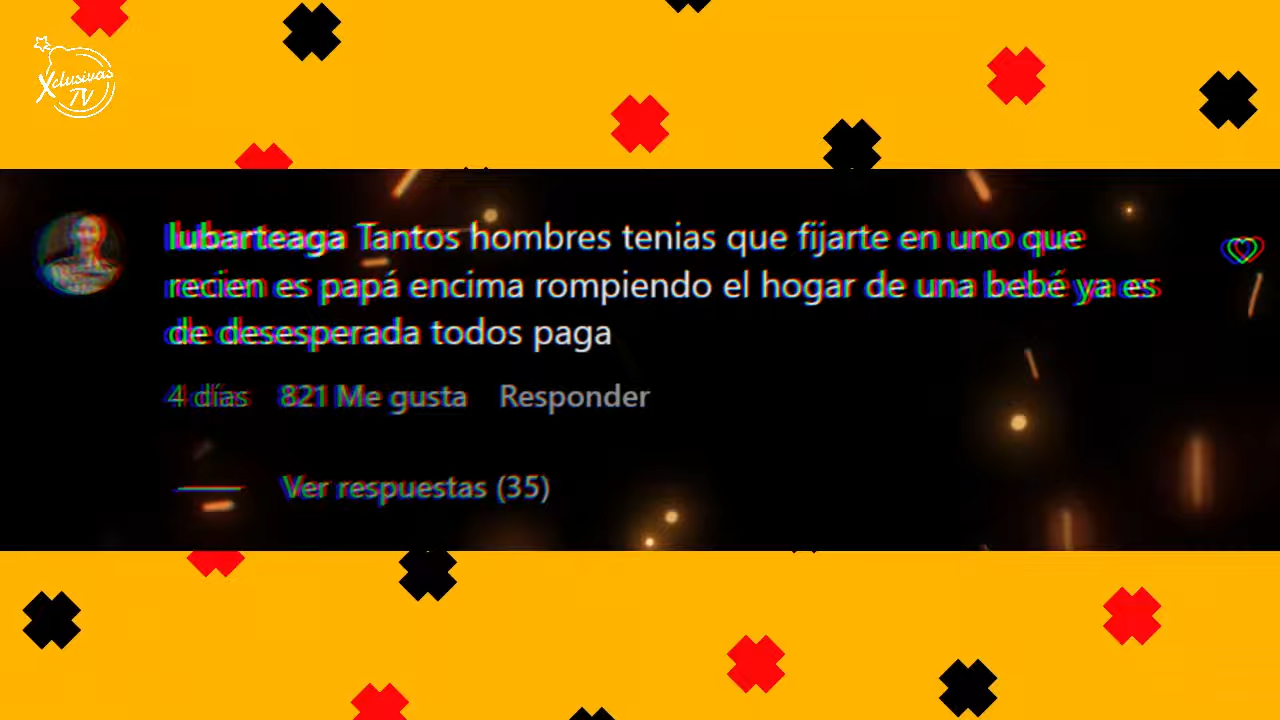 Xclusivas
TV
lubarteaga Tantos hombres tenias que fijarte en uno que
recien es papá encima rompiendo el hogar de una bebé ya es
de desesperada todos paga
4 días 821 Me gusta Responder
Ver respuestas (35)